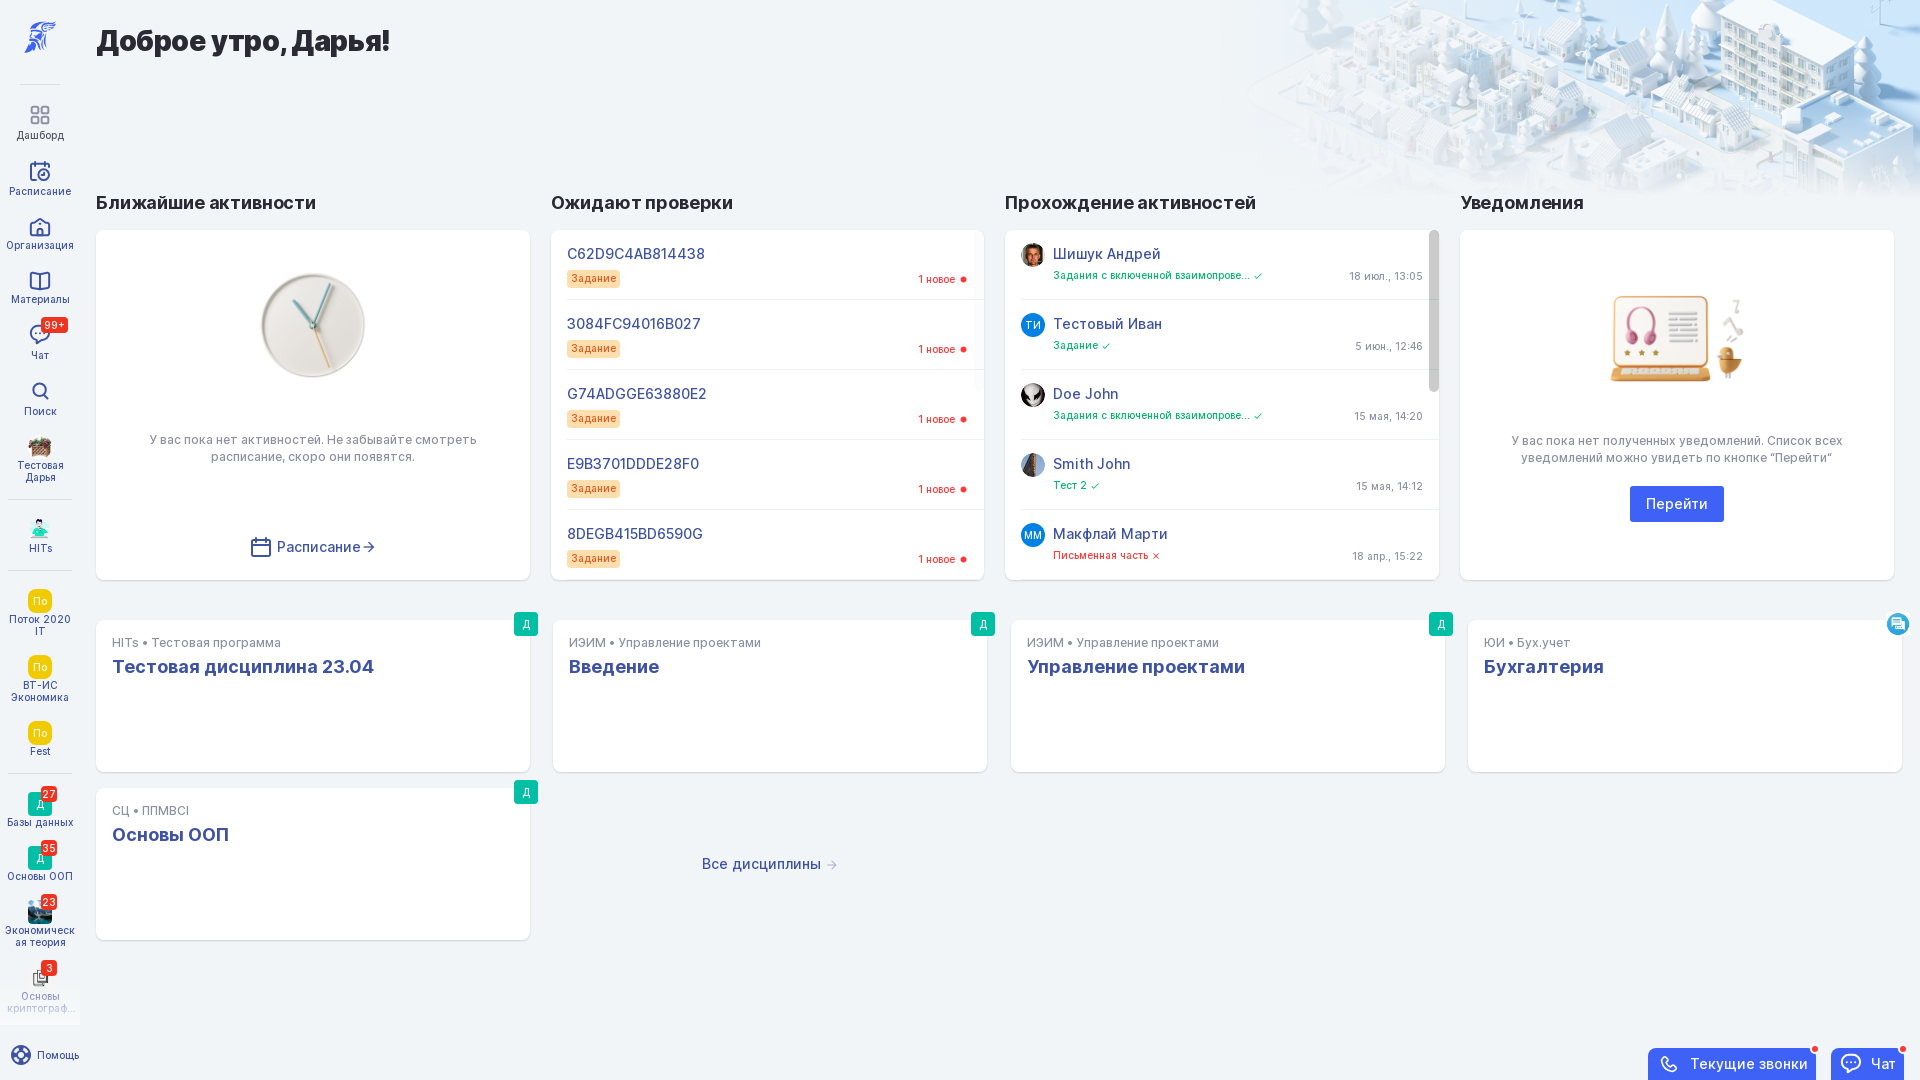 Доброе утро, Дарья!
Дашборд
Расписание
Организация
Материалы
99+
Чат
Поиск
Тестовая
Дарья
HITs
По
Поток 2020
IT
По
ВТ-ИС
Экономика
По
Fest
27
Д
Базы данных
35
Д
Основы ООП
23
Экономическ
ая теория
3
Основы
криптограф...
Помощь
Ближайшие активности
У вас пока нет активностей. Не забывайте смотреть
расписание, скоро они появятся.
Расписание
Ожидают проверки
C62D9C4AB814438
Задание
1 новое
3084FC94016B027
Задание
1 новое
G74ADGGE63880E2
Задание
1 новое
E9B3701DDDE28F0
Задание
1 новое
8DEGB415BD6590G
Задание
1 новое
Прохождение активностей
Шишук Андрей
Задания с включенной взаимопрове...
18 июл., 13:05
ТИ
Тестовый Иван
Задание
5 июн., 12:46
Doe John
Задания с включенной взаимопрове...
15 мая, 14:20
Smith John
Тест 2
15 мая, 14:12
ММ
Макфлай Марти
Письменная часть
18 апр., 15:22
Уведомления
У вас пока нет полученных уведомлений. Список всех
уведомлений можно увидеть по кнопке “Перейти”
Перейти
Д
HITs • Тестовая программа
Тестовая дисциплина 23.04
Д
ИЭИМ • Управление проектами
Введение
Д
ИЭИМ • Управление проектами
Управление проектами
ЮИ • Бух.учет
Бухгалтерия
Д
СЦ • ППМВСІ
Основы ООП
Все дисциплины
Текущие звонки
Чат